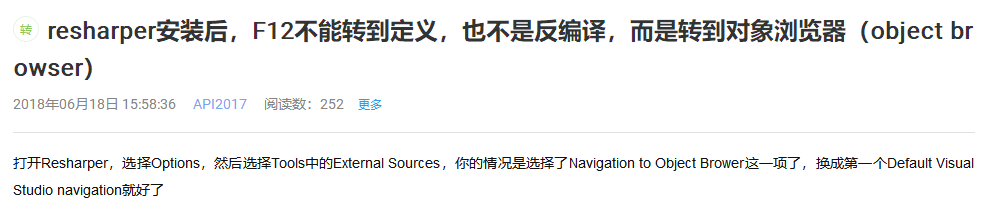 转 resharper安装后，F12不能转到定义，也不是反编译，而是转到对象浏览器（object br
owser）
2018年06月18日 15:58:36 API2017 阅读数：252 更多
打开Resharper，选择Options，然后选择Tools中的External Sources，你的情况是选择了Navigation to Object Brower这一项了，换成第一个Default Visual
Studio navigation就好了